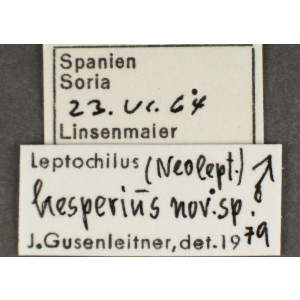 Spanien
Soria
23. VI. 64
Linsenmaier
Leptochilus (Neolept.) ♂
hesperius nov.sp.
J.Gusenleitner, det. 1979